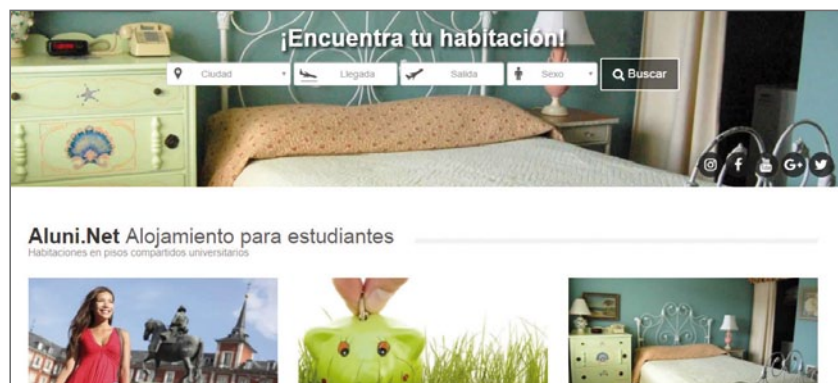 ¡Encuentra tu habitación!
Ciudad Llegada Salida Sexo Buscar
Aluni.Net Alojamiento para estudiantes
Habitaciones en pisos compartidos universitarios